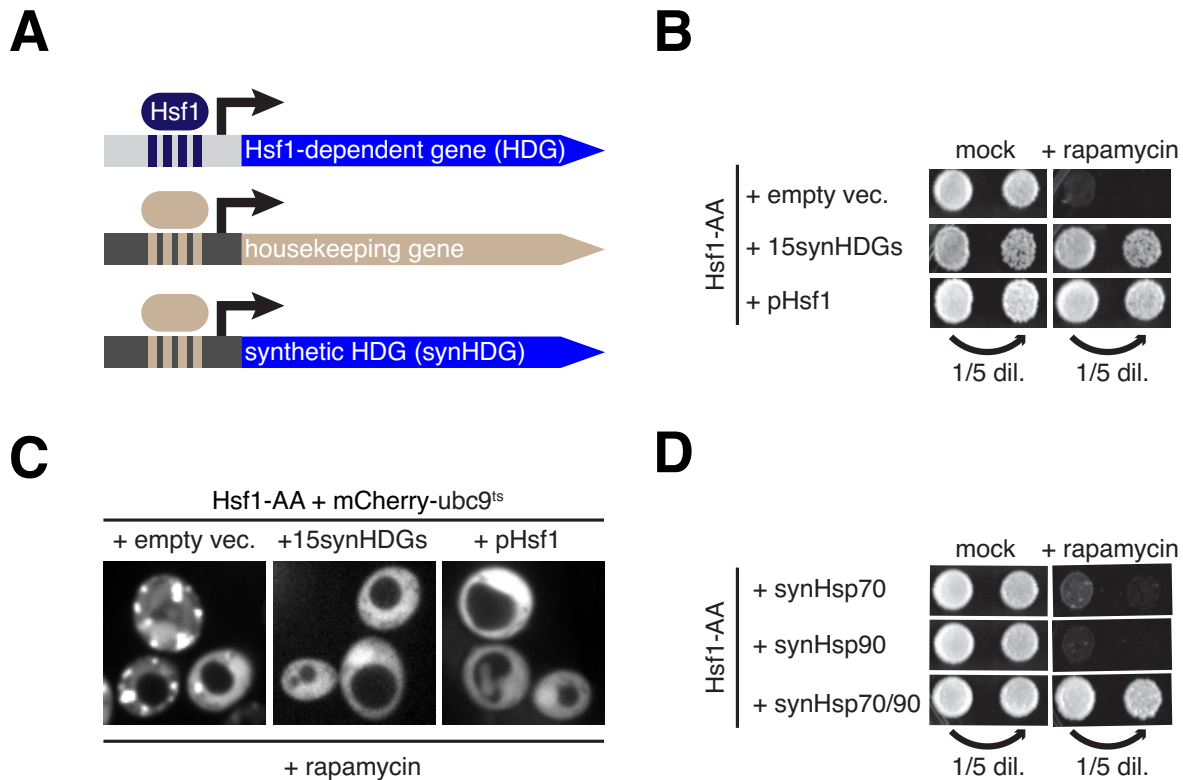 A
Hsf1
Hsf1-dependent gene (HDG)
housekeeping gene
synthetic HDG (synHDG)
B
mock + rapamycin
Hsf1-AA
+ empty vec.
+ 15synHDGs
+ pHsf1
1/5 dil. 1/5 dil.
C
Hsf1-AA + mCherry-ubc9ts
+ empty vec. +15synHDGs + pHsf1
+ rapamycin
D
mock + rapamycin
Hsf1-AA
+ synHsp70
+ synHsp90
+ synHsp70/90
1/5 dil. 1/5 dil.